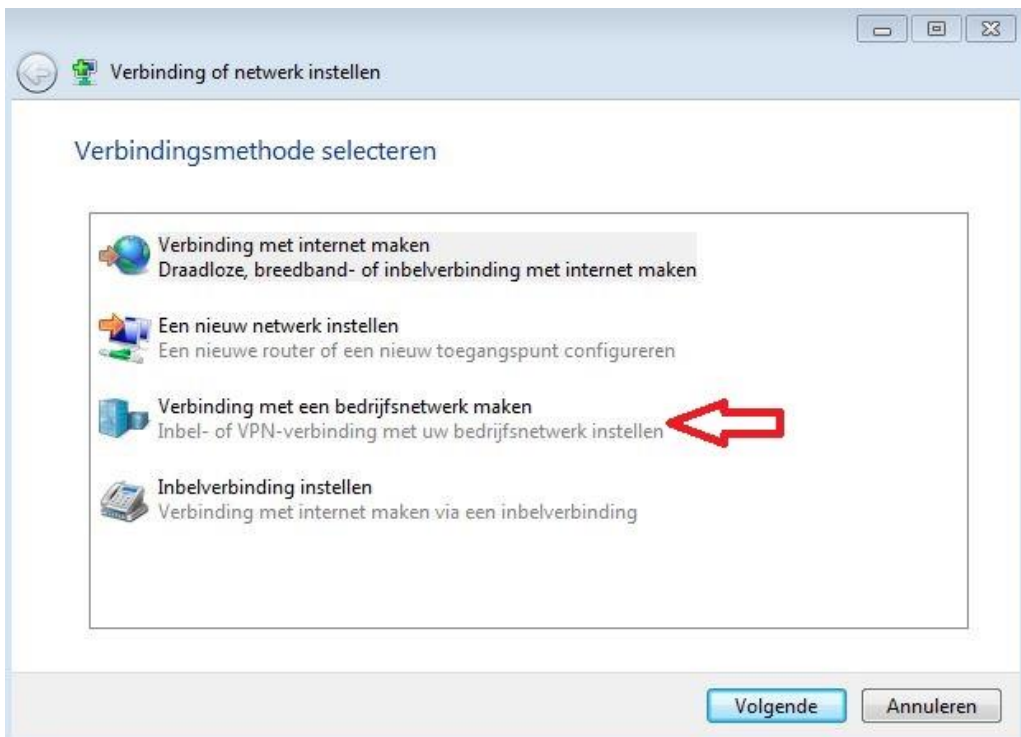 Verbinding of netwerk instellen
Verbindingsmethode selecteren
Verbinding met internet maken
Draadloze, breedband- of inbelverbinding met internet maken
Een nieuw netwerk instellen
Een nieuwe router of een nieuw toegangspunt configureren
Verbinding met een bedrijfsnetwerk maken
Inbel- of VPN-verbinding met uw bedrijfsnetwerk instellen
Inbelverbinding instellen
Verbinding met internet maken via een inbelverbinding
Volgende
Annuleren